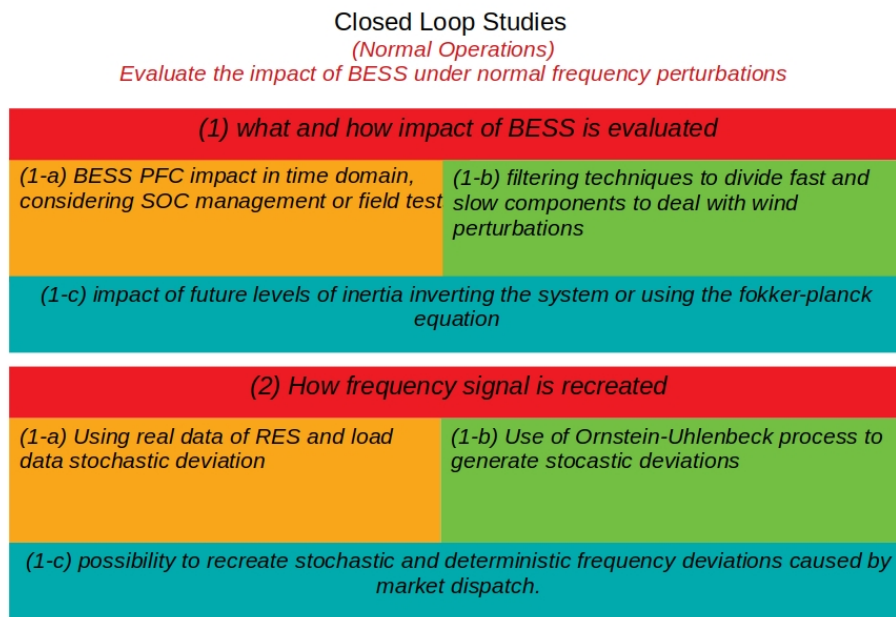 Closed Loop Studies
(Normal Operations)
Evaluate the impact of BESS under normal frequency perturbations
(1) what and how impact of BESS is evaluated
(1-a) BESS PFC impact in time domain,
considering SOC management or field test
(1-b) filtering techniques to divide fast and
slow components to deal with wind
perturbations
(1-c) impact of future levels of inertia inverting the system or using the fokker-planck
equation
(2) How frequency signal is recreated
(1-a) Using real data of RES and load
data stochastic deviation
(1-b) Use of Ornstein-Uhlenbeck process to
generate stocastic deviations
(1-c) possibility to recreate stochastic and deterministic frequency deviations caused by
market dispatch.